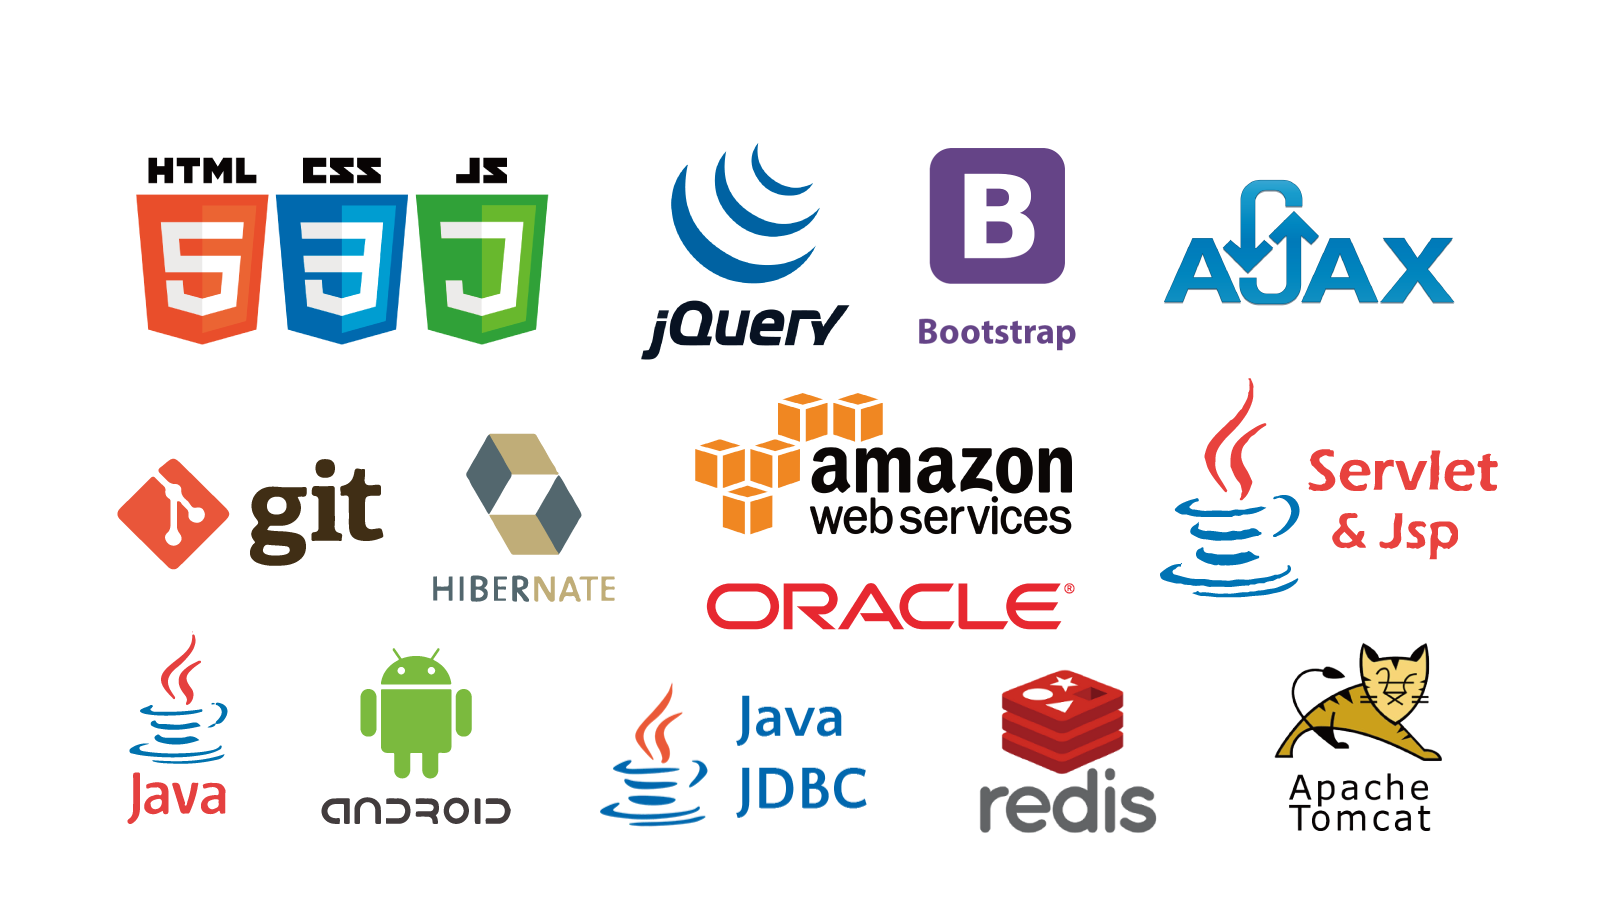 HTML CSS JS
jQuery
B
Bootstrap
AJAX
git
HIBERNATE
amazon
web services
ORACLE®
Servlet
& Jsp
Java
ANDROID
Java
JDBC
redis
Apache
Tomcat